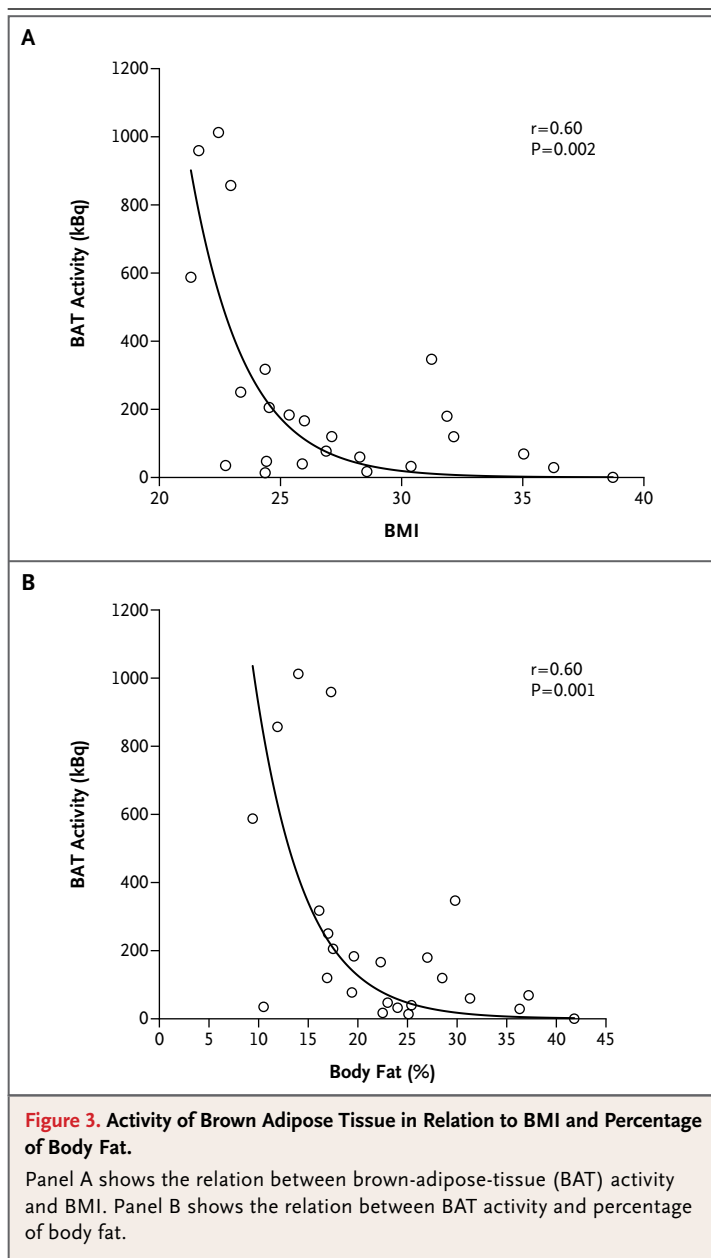 A
1200
1000
800
600
400
200
0
BAT Activity (kBq)
r=0.60
P=0.002
20 25 30 35 40
BMI
B
1200
1000
800
600
400
200
0
BAT Activity (kBq)
r=0.60
P=0.001
0 5 10 15 20 25 30 35 40 45
Body Fat (%)
Figure 3. Activity of Brown Adipose Tissue in Relation to BMI and Percentage
of Body Fat.
Panel A shows the relation between brown-adipose-tissue (BAT) activity
and BMI. Panel B shows the relation between BAT activity and percentage
of body fat.